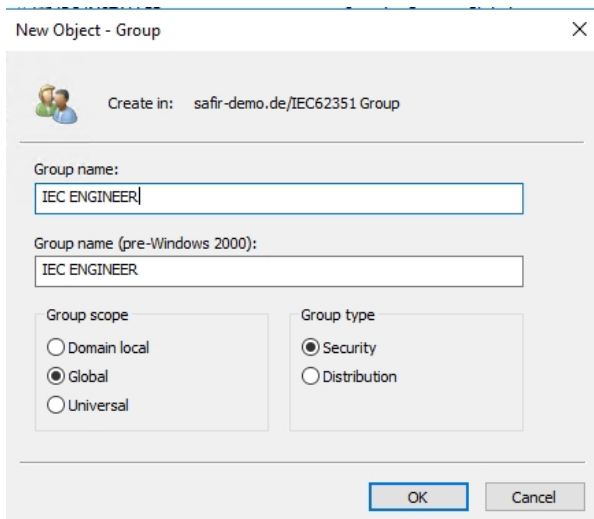 New Object - Group
Create in: safir-demo.de/IEC62351 Group
Group name:
IEC ENGINEER
Group name (pre-Windows 2000):
IEC ENGINEER
Group scope
Group type
Domain local
Security
Global
Distribution
Universal
OK
Cancel